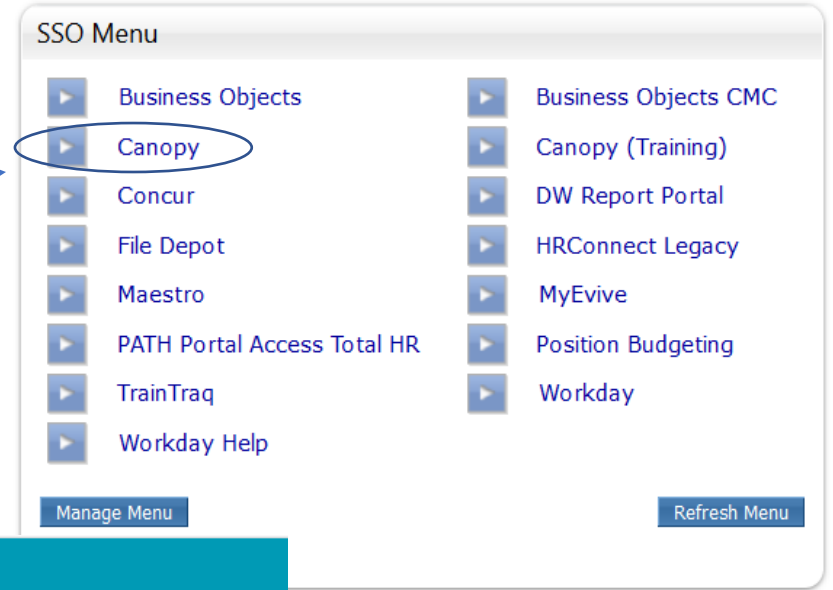 SSO Menu
Business Objects
Business Objects CMC
Canopy
Canopy (Training)
Concur
DW Report Portal
File Depot
HRConnect Legacy
Maestro
MyEvive
PATH Portal Access Total HR
Position Budgeting
TrainTraq
Workday
Workday Help
Manage Menu
Refresh Menu